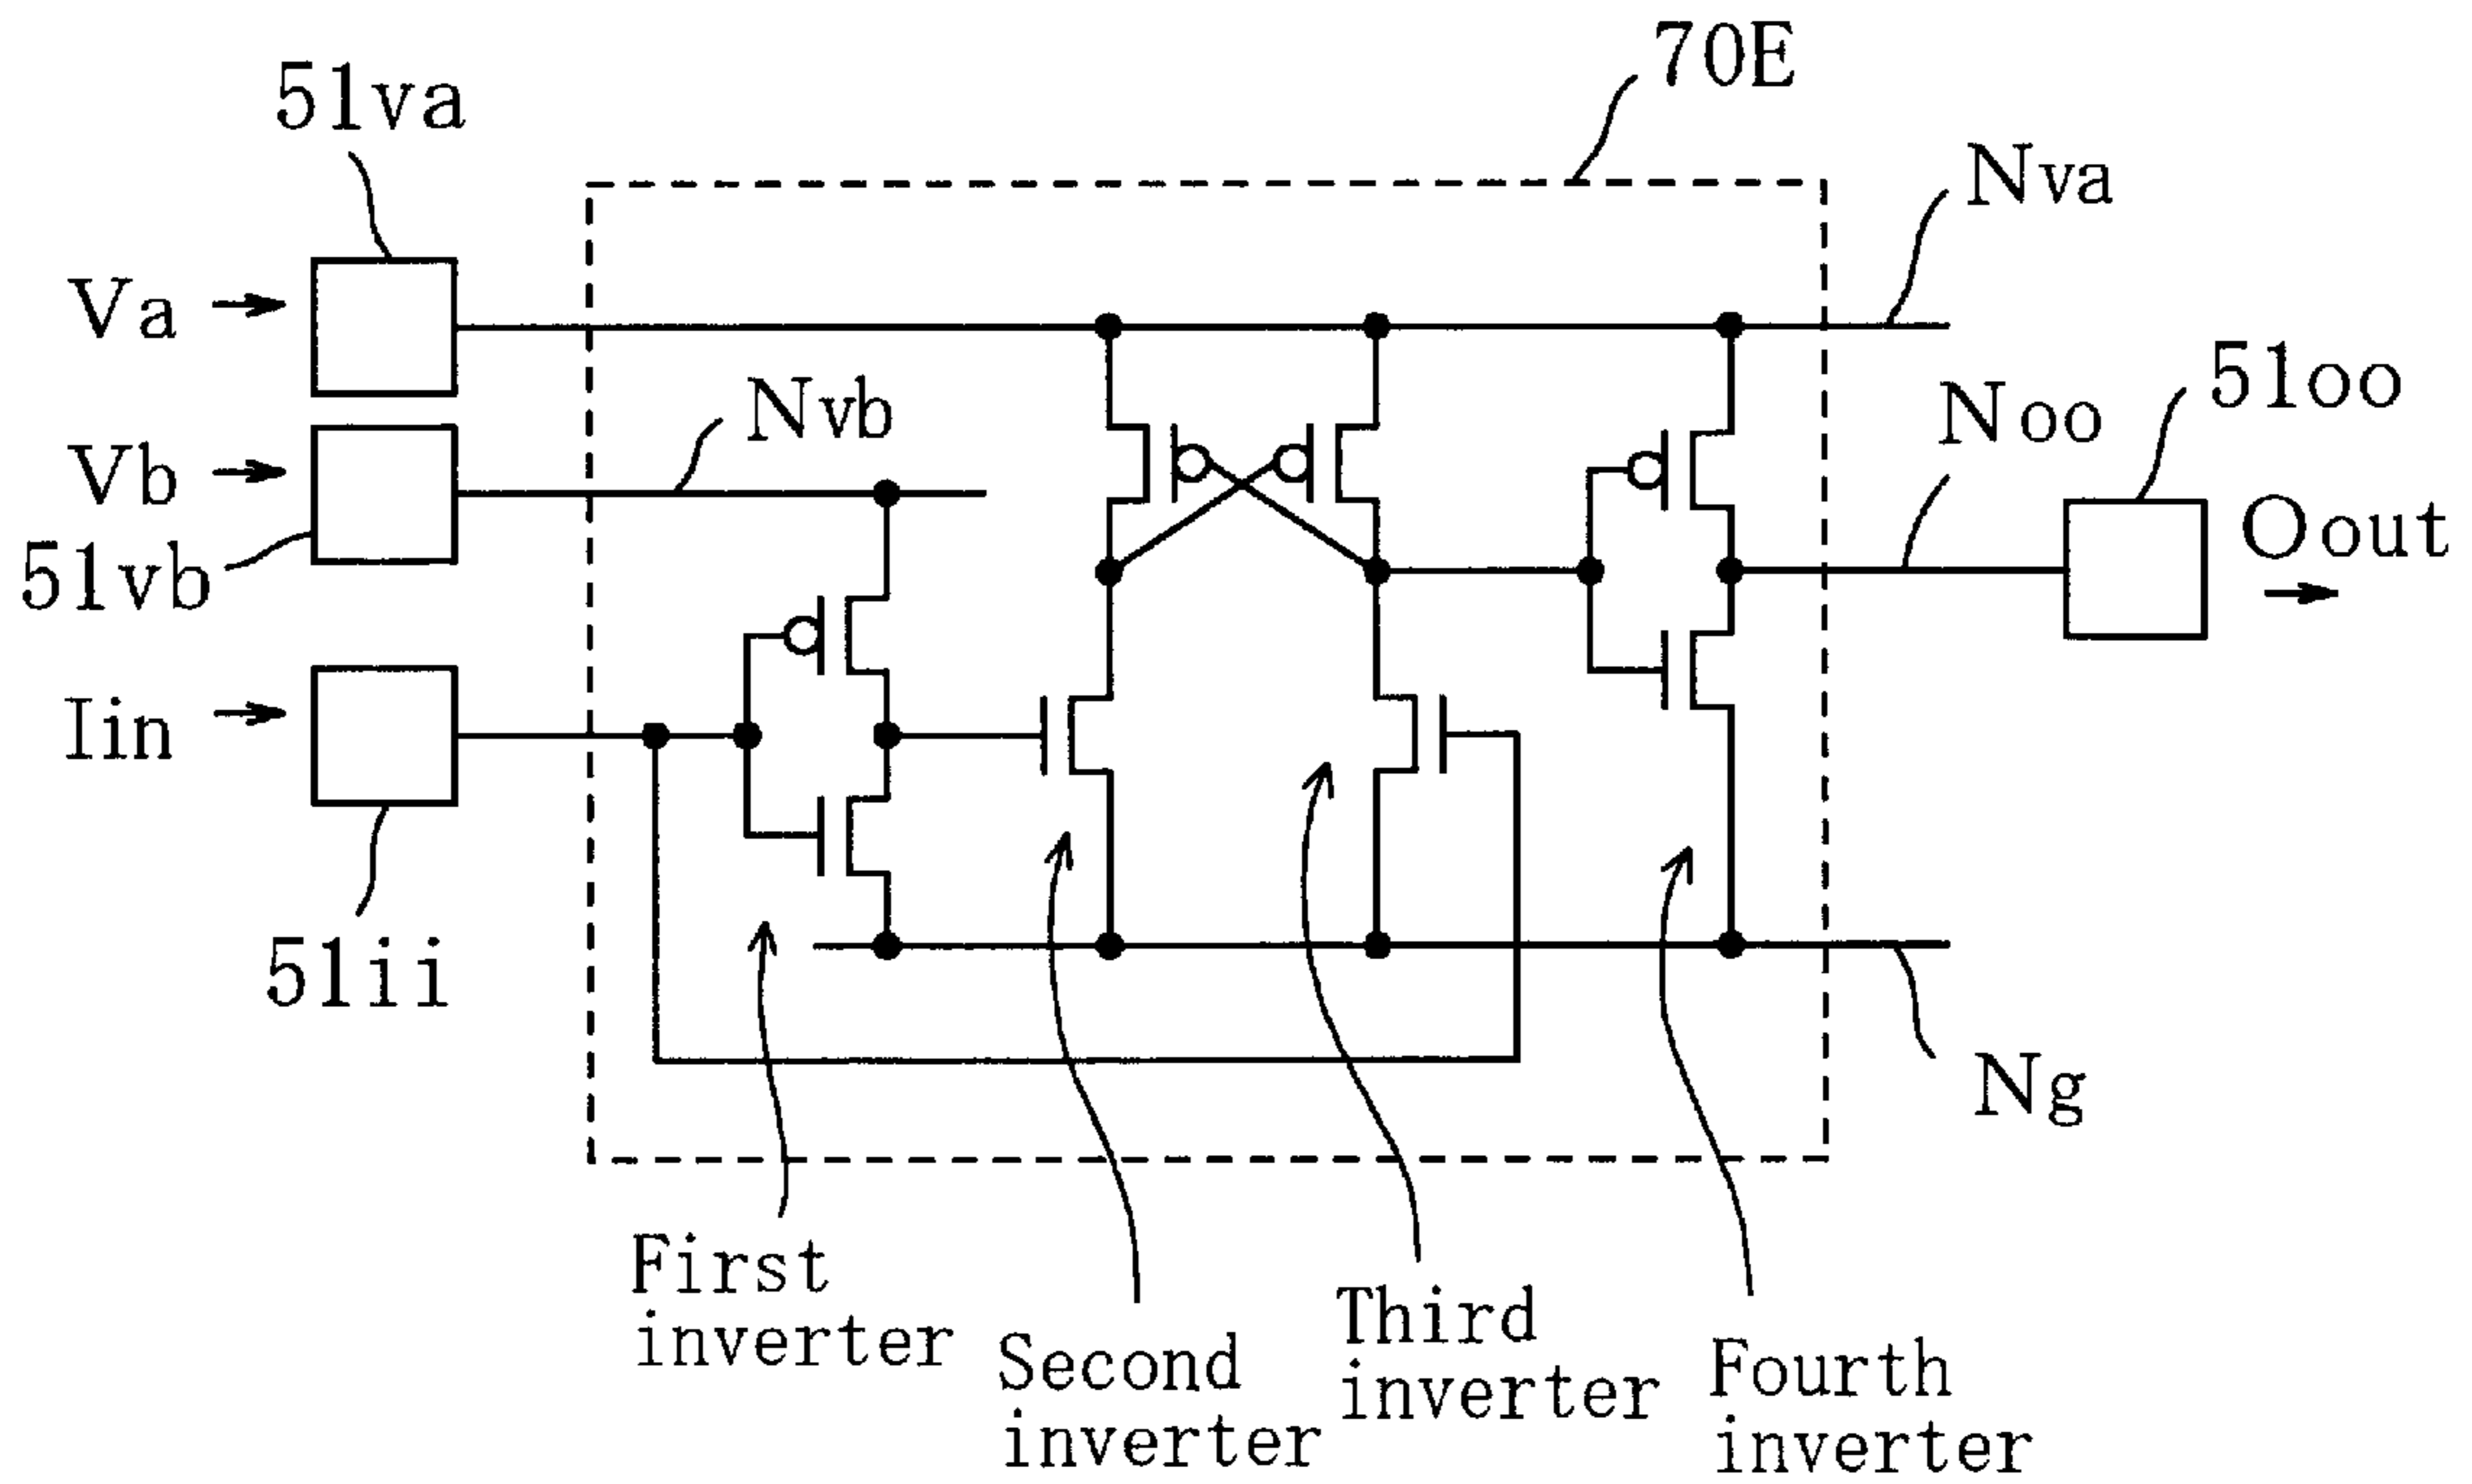 70E
51va
Nva
Va
51oo
Nvb
Noo
Vb
Oout
51vb
Iin
51ii
Ng
First
inverter
Second
inverter
Third
inverter
Fourth
inverter